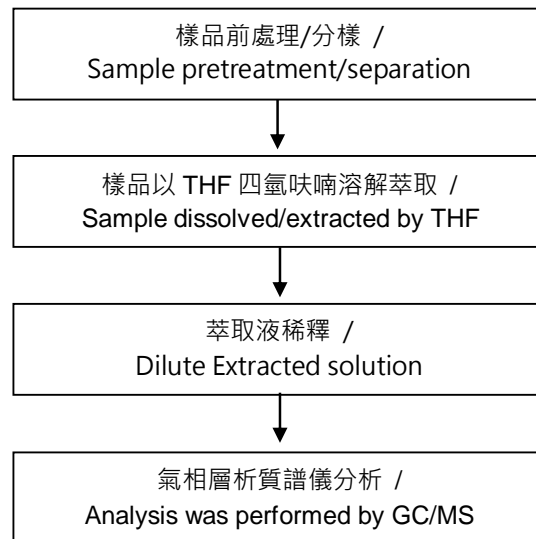 樣品前處理/分樣 /
Sample pretreatment/separation
樣品以 THF 四氫呋喃溶解萃取 /
Sample dissolved/extracted by THF
萃取液稀釋 /
Dilute Extracted solution
氣相層析質譜儀分析 /
Analysis was performed by GC/MS